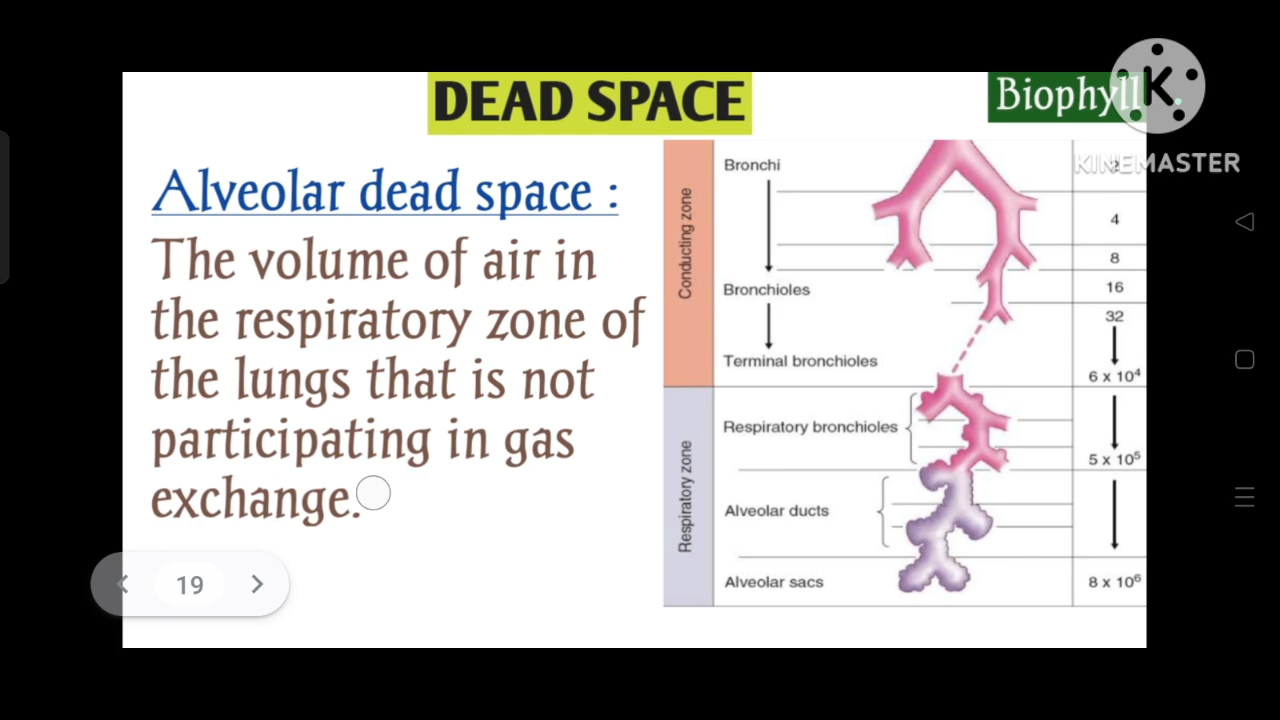 DEAD SPACE
Biophyll
KINEMASTER
Alveolar dead space :
The volume of air in
the respiratory zone of
the lungs that is not
participating in gas
exchange.
19
Conducting zone
Bronchi
4
8
Bronchioles
16
32
Terminal bronchioles
6 x 10⁴
Respiratory zone
Respiratory bronchioles
5 x 10⁵
Alveolar ducts
Alveolar sacs
8 x 10⁶